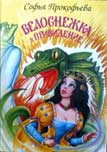 Софья Прокофьева
БЕЛОСНЕЖКА
и ПРИВИДЕНИЕ